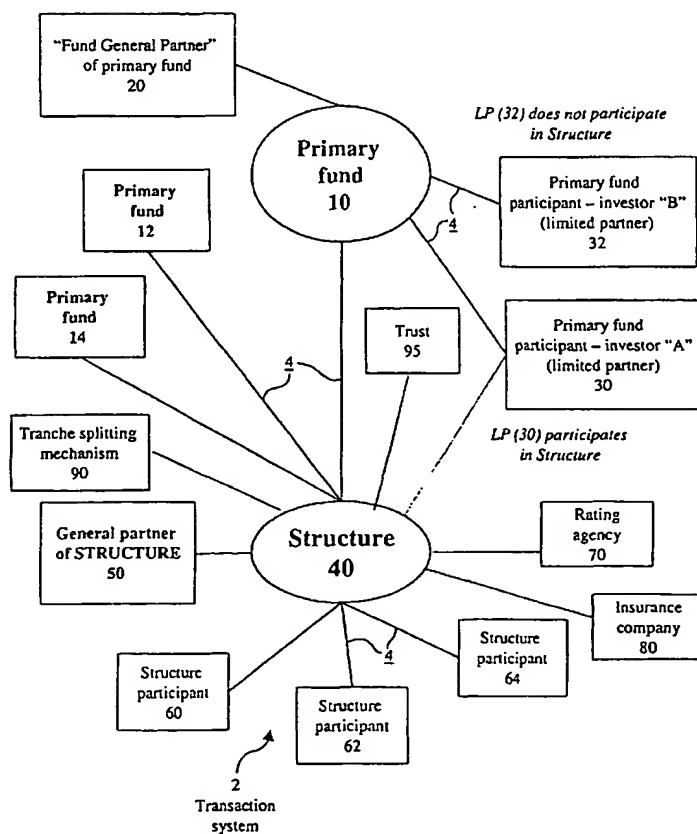 “Fund General Partner”
of primary fund
20
LP (32) does not participate
in Structure
Primary
fund
10
Primary
fund
12
4
Primary fund
participant – investor “B”
(limited partner)
32
4
Primary
fund
14
4
Trust
95
Primary fund
participant – investor “A”
(limited partner)
30
LP (30) participates
in Structure
Tranche splitting
mechanism
90
General partner
of STRUCTURE
50
Structure
40
Rating
agency
70
Insurance
company
80
4
Structure
participant
60
Structure
participant
62
Structure
participant
64
2
Transaction
system